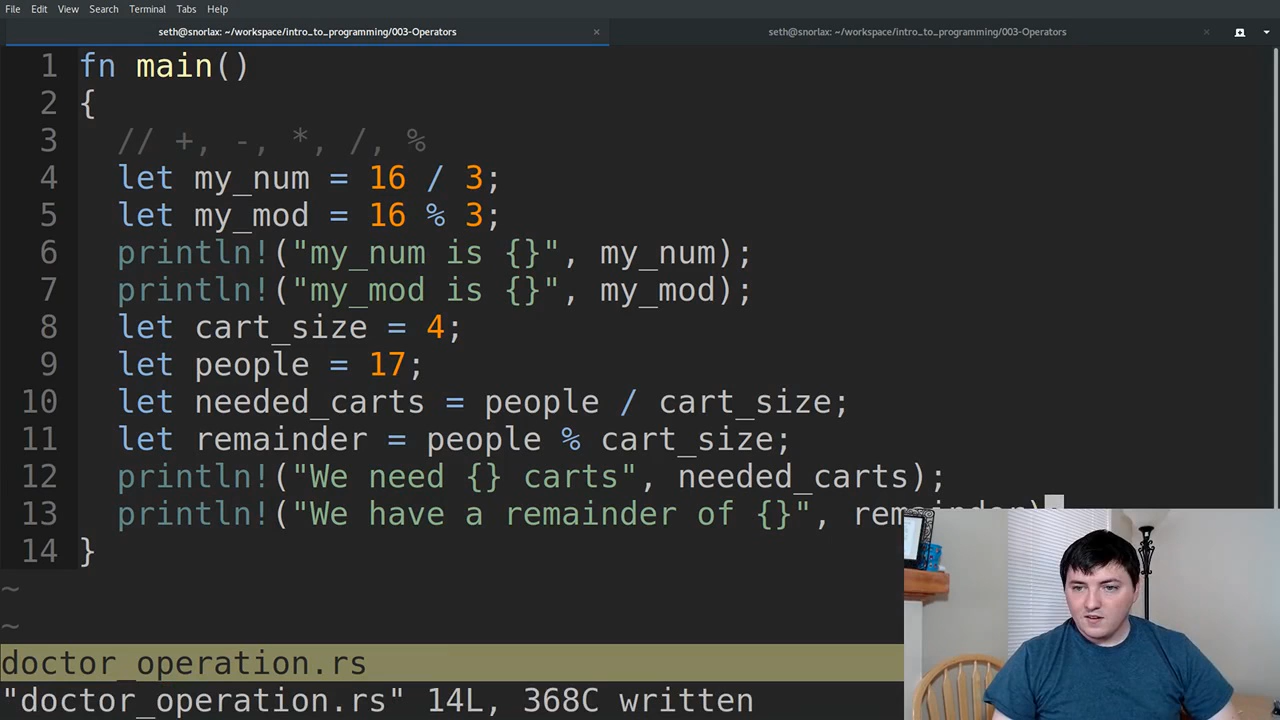 File Edit View Search Terminal Tabs Help
seth@snorlax: ~/workspace/intro_to_programming/003-Operators × seth@snorlax: ~/workspace/intro_to_programming/003-Operators ×
1 fn main()
2 {
3 // +, -, *, /, %
4 let my_num = 16 / 3;
5 let my_mod = 16 % 3;
6 println!("my_num is {}", my_num);
7 println!("my_mod is {}", my_mod);
8 let cart_size = 4;
9 let people = 17;
10 let needed_carts = people / cart_size;
11 let remainder = people % cart_size;
12 println!("We need {} carts", needed_carts);
13 println!("We have a remainder of {}", remainder);
14 }
~
~
doctor_operation.rs
"doctor_operation.rs" 14L, 368C written